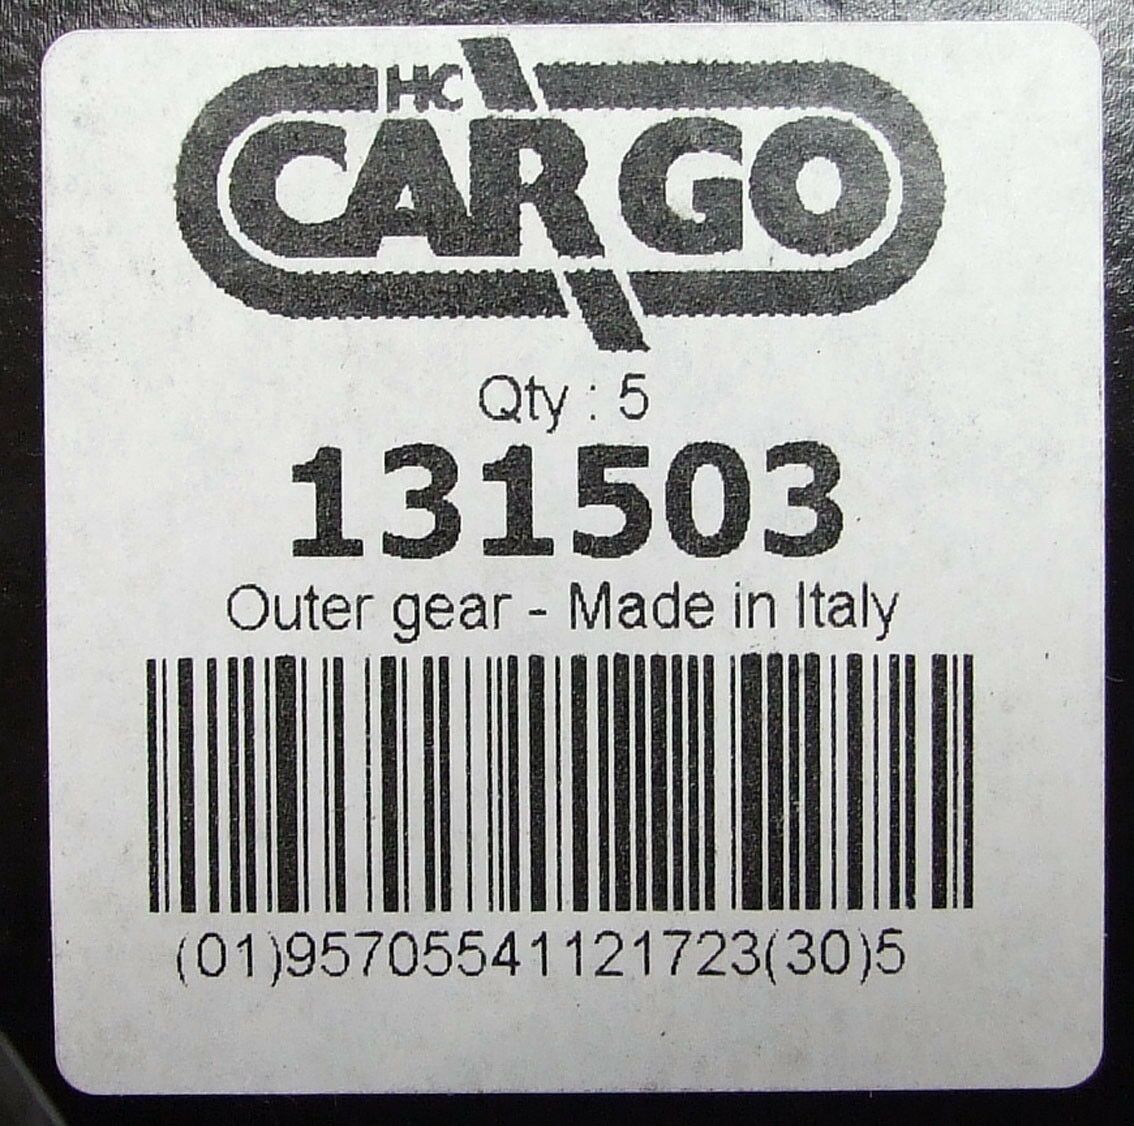 HC
CARGO
Qty : 5
131503
Outer gear - Made in Italy
(01)95705541121723(30)5